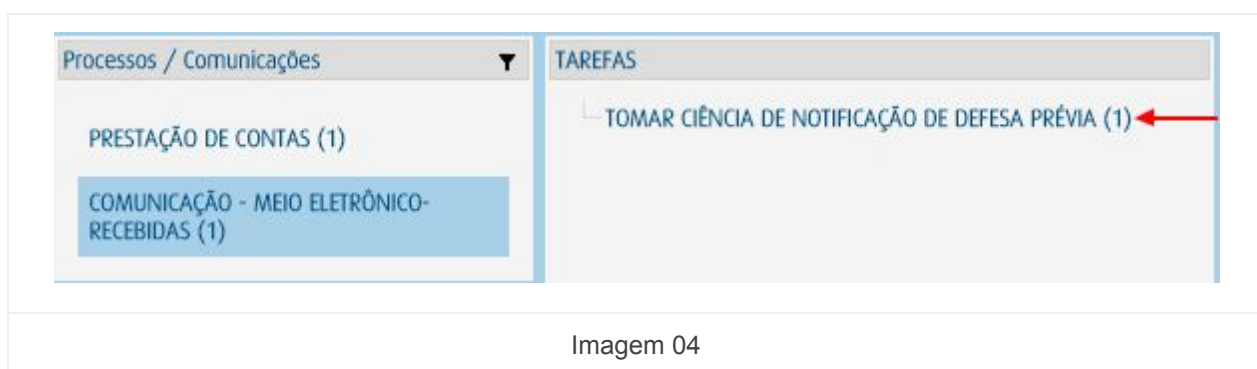 Processos / Comunicações
TAREFAS
TOMAR CIÊNCIA DE NOTIFICAÇÃO DE DEFESA PRÉVIA (1)
PRESTAÇÃO DE CONTAS (1)
COMUNICAÇÃO - MEIO ELETRÔNICO-
RECEBIDAS (1)
Imagem 04